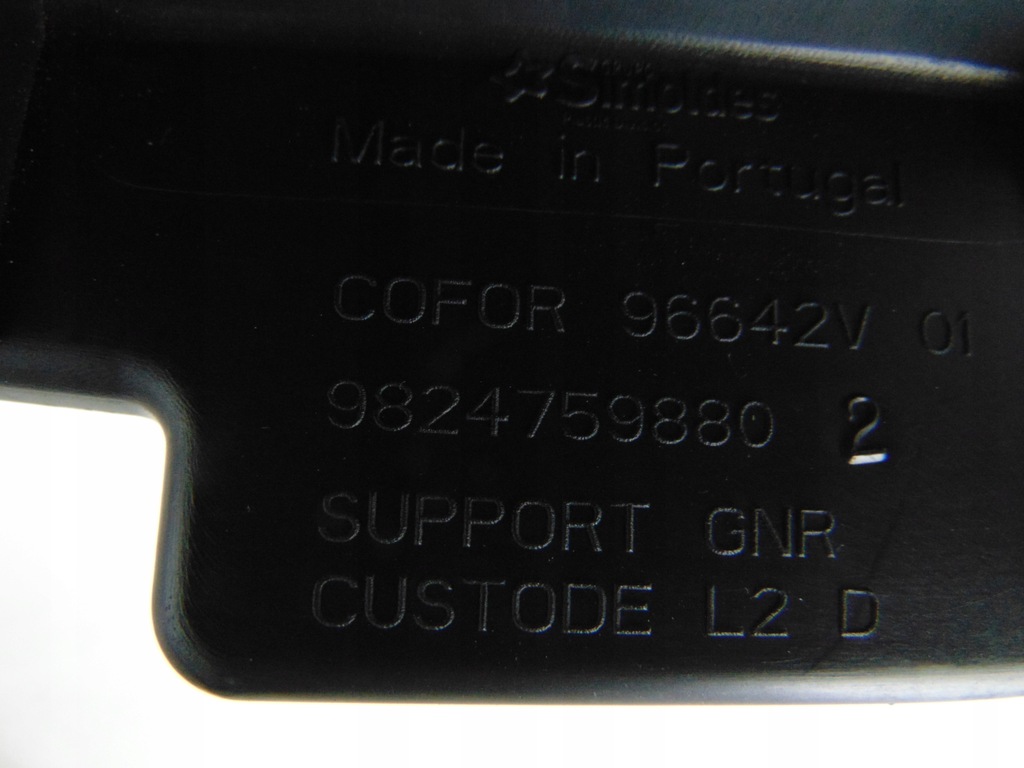 Simoldes
Made in Portugal
COFOR 96642V 01
9824759880 2
SUPPORT GNR
CUSTODE L2 D